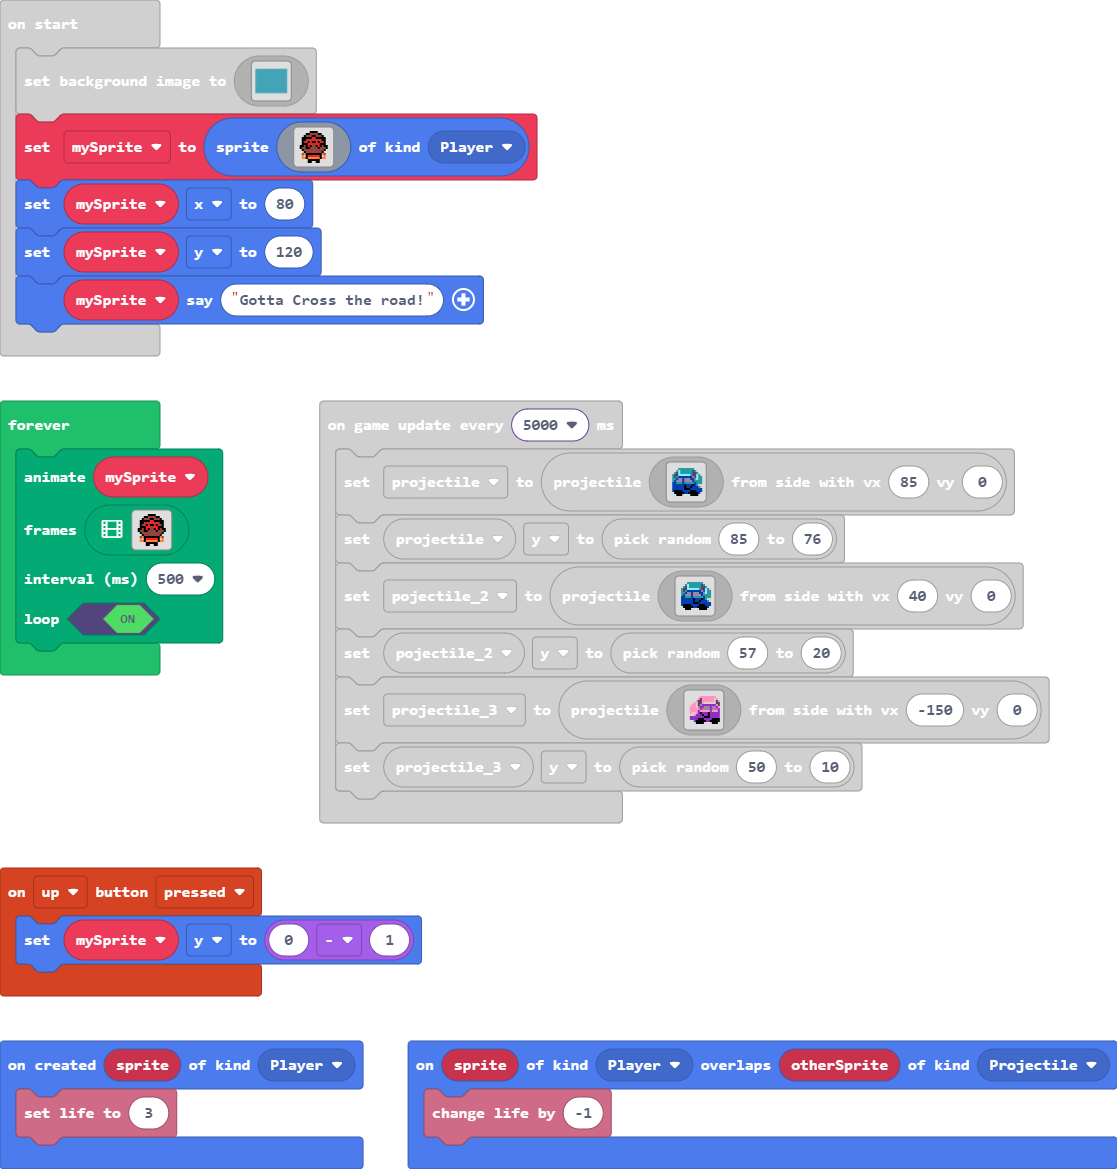 on start
set background image to
set mySprite to sprite of kind Player
set mySprite x to 80
set mySprite y to 120
mySprite say "Gotta Cross the road!"
forever
animate mySprite
frames
interval (ms) 500
loop ON
on game update every 5000 ms
set projectile to projectile from side with vx 85 vy 0
set projectile y to pick random 85 to 76
set pojectile_2 to projectile from side with vx 40 vy 0
set pojectile_2 y to pick random 57 to 20
set projectile_3 to projectile from side with vx -150 vy 0
set projectile_3 y to pick random 50 to 10
on up button pressed
set mySprite y to 0 - 1
on created sprite of kind Player
set life to 3
on sprite of kind Player overlaps otherSprite of kind Projectile
change life by -1